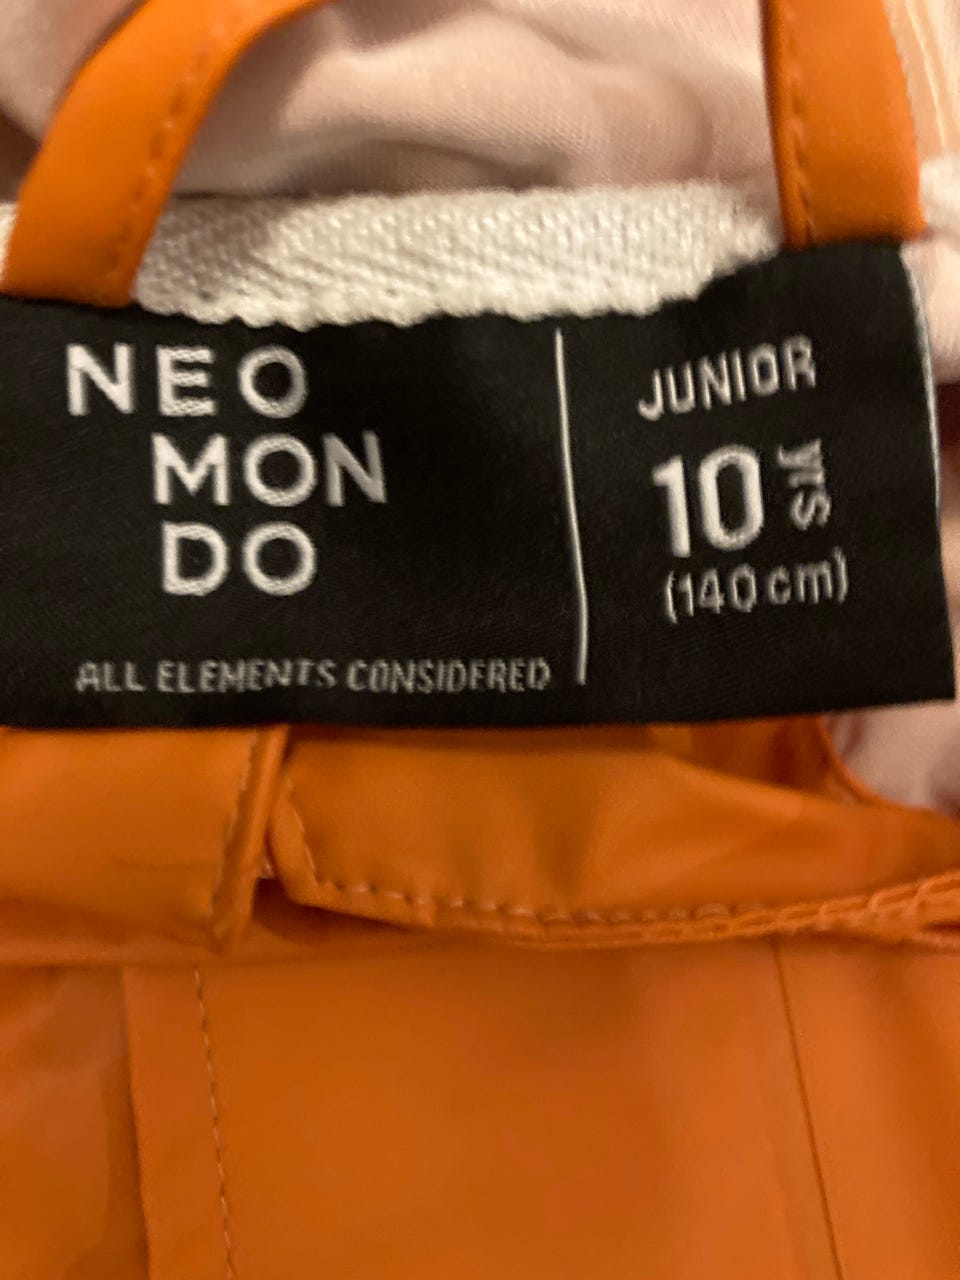 NEO
MON
DO
ALL ELEMENTS CONSIDERED
JUNIOR
10 yrs
(140 cm)